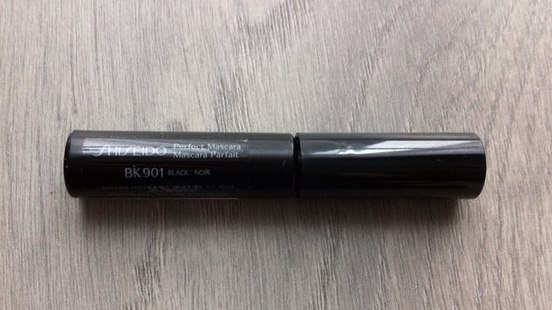 SHISEIDO Perfect Mascara
Mascara Parfait
BK901 BLACK / NOIR